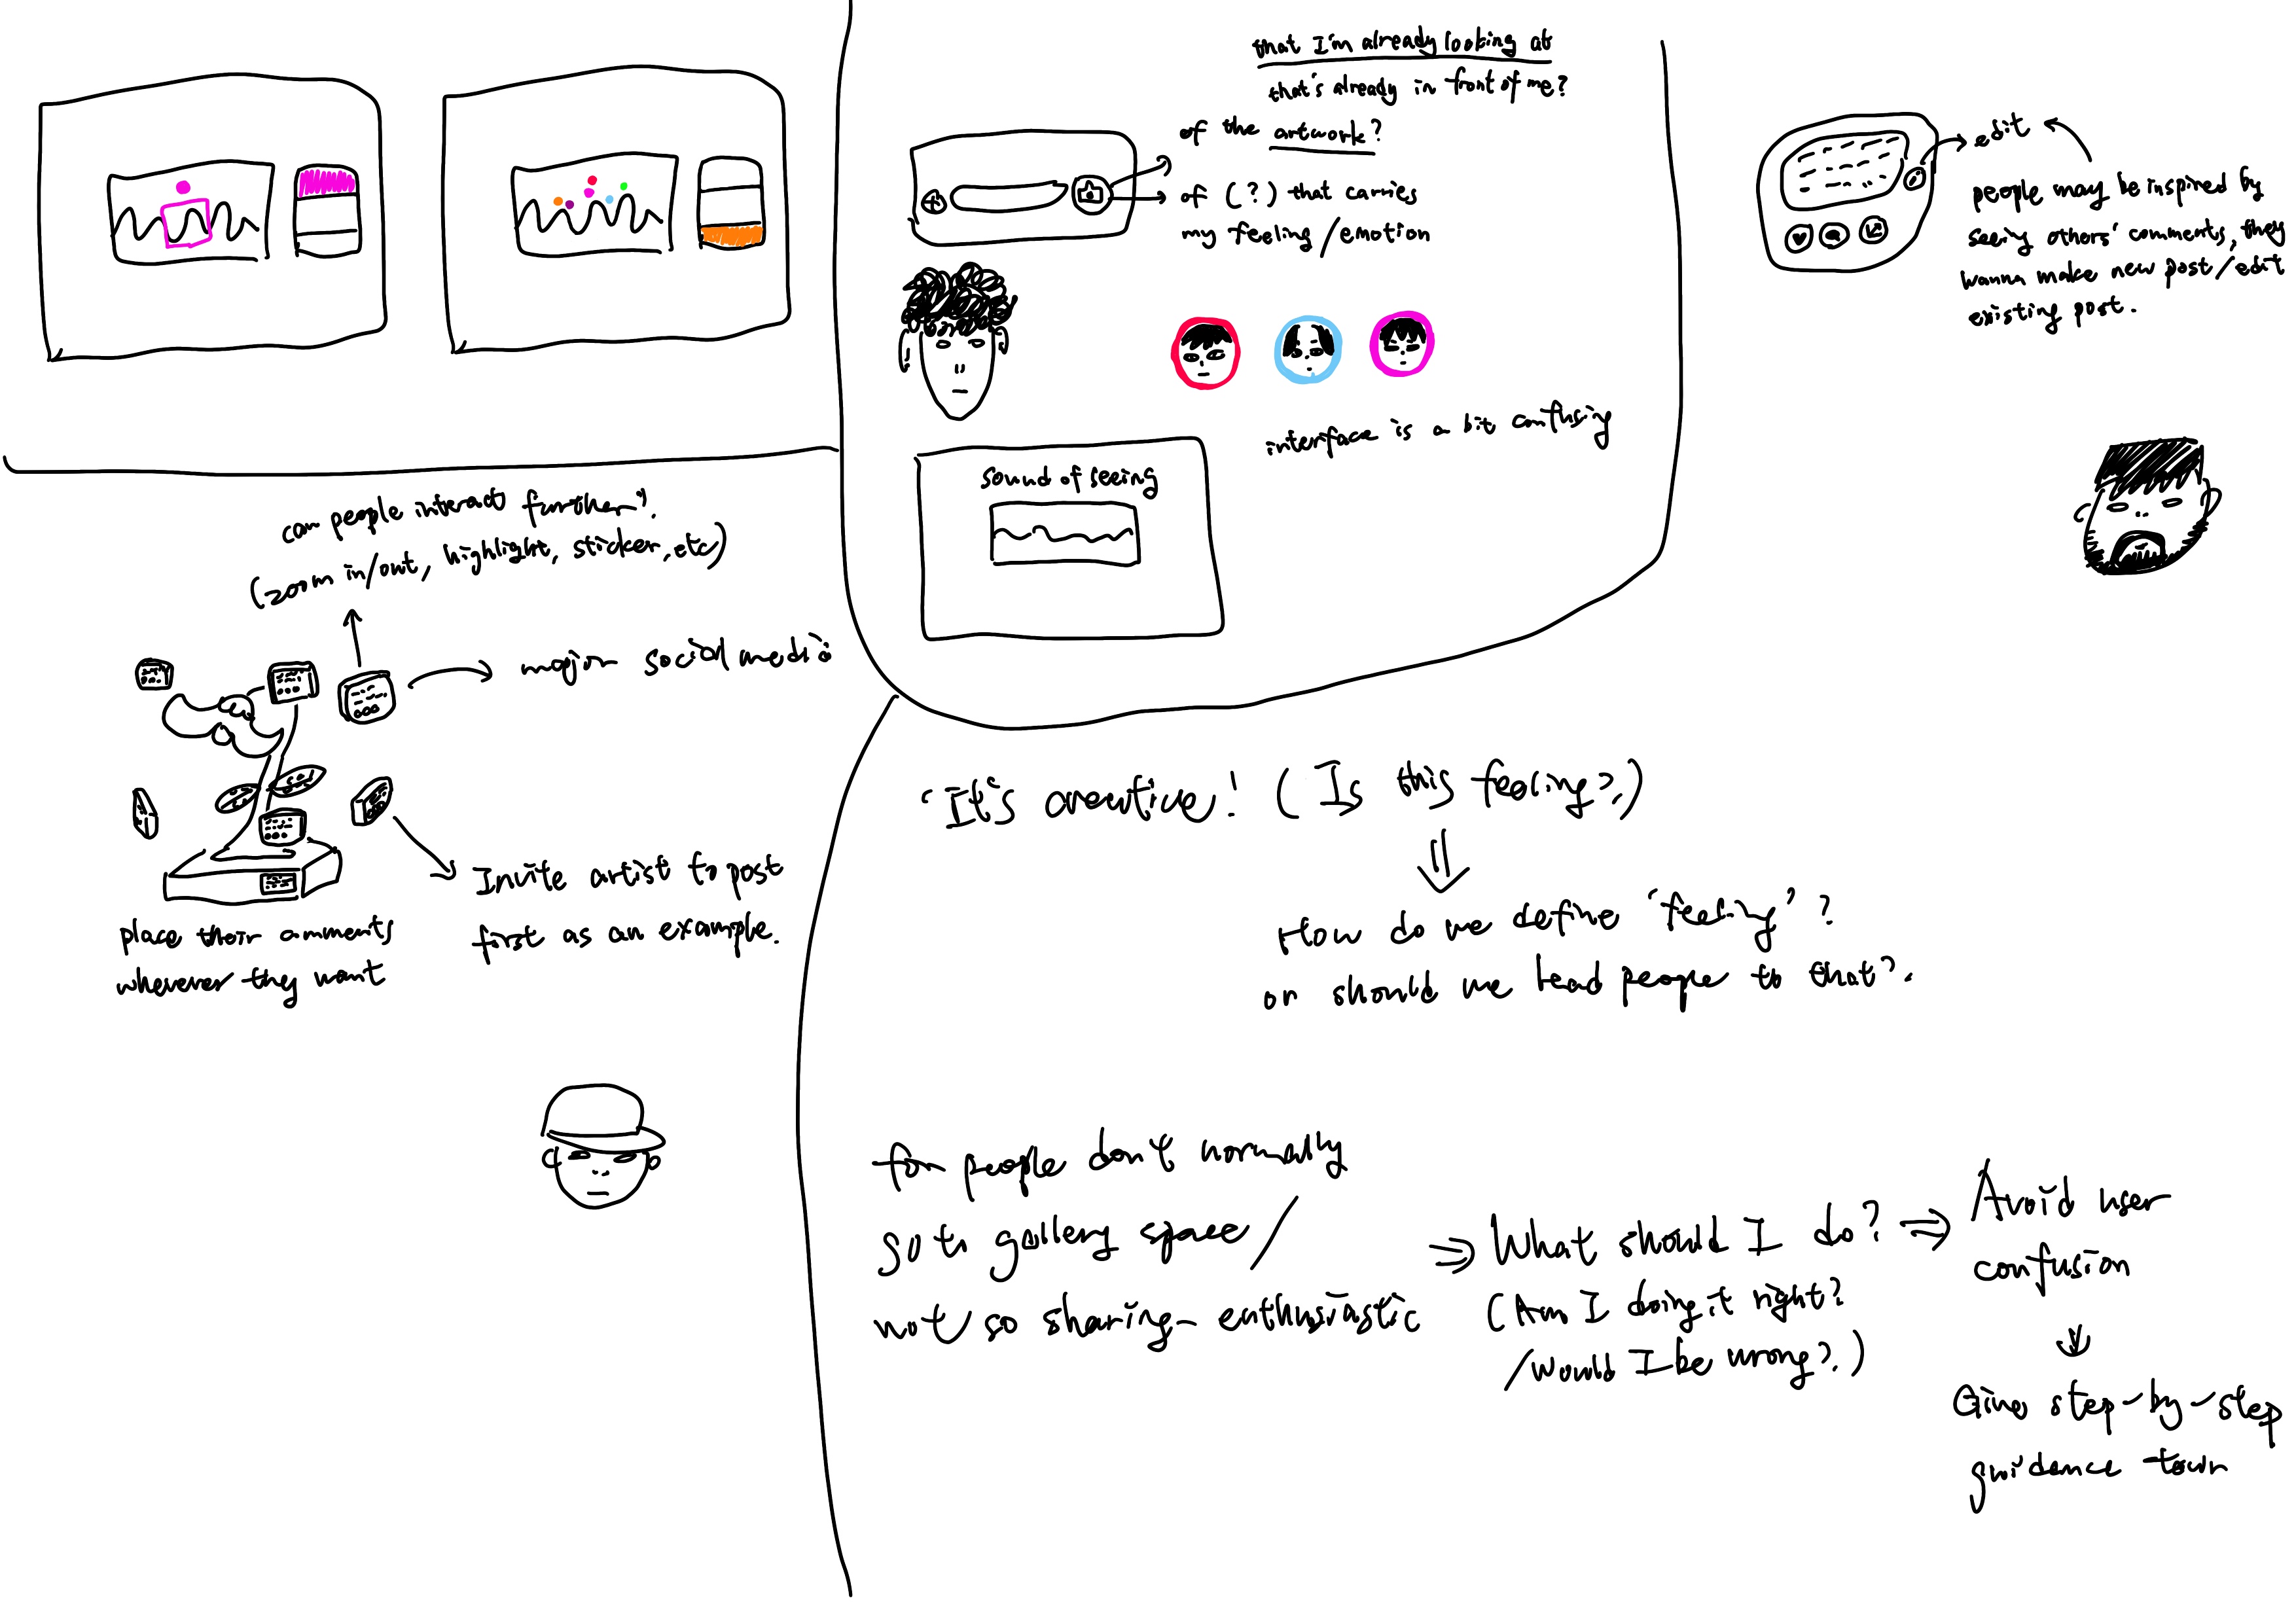 that I'm already looking at
that's already in front of me?
of the artwork?
of (?) that carries
my feeling/emotion
interface is a bit confusing
sound of seeing
edit
people may be inspired by
seeing others' comments, they
wanna make new post/edit
existing post.
can people interact further?
(zoom in/out, highlight, sticker, etc)
major social media
Invite artist to post
first as an example.
place their comments
wherever they want
'It's creative! (Is this feeling?)
How do we define 'feeling'?
or should we lead people to that?
for people don't normally
go to gallery space/
not so sharing-enthusiastic
What should I do?
(Am I doing it right?
/would I be wrong?)
Avoid user
confusion
Give step-by-step
guidance tour